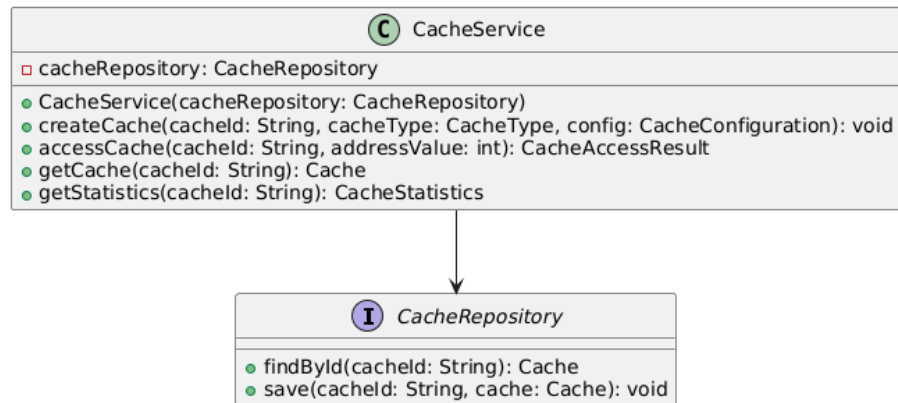 C CacheService
cacheRepository: CacheRepository
CacheService(cacheRepository: CacheRepository)
createCache(cacheId: String, cacheType: CacheType, config: CacheConfiguration): void
accessCache(cacheId: String, addressValue: int): CacheAccessResult
getCache(cacheId: String): Cache
getStatistics(cacheId: String): CacheStatistics
I CacheRepository
findById(cacheId: String): Cache
save(cacheId: String, cache: Cache): void